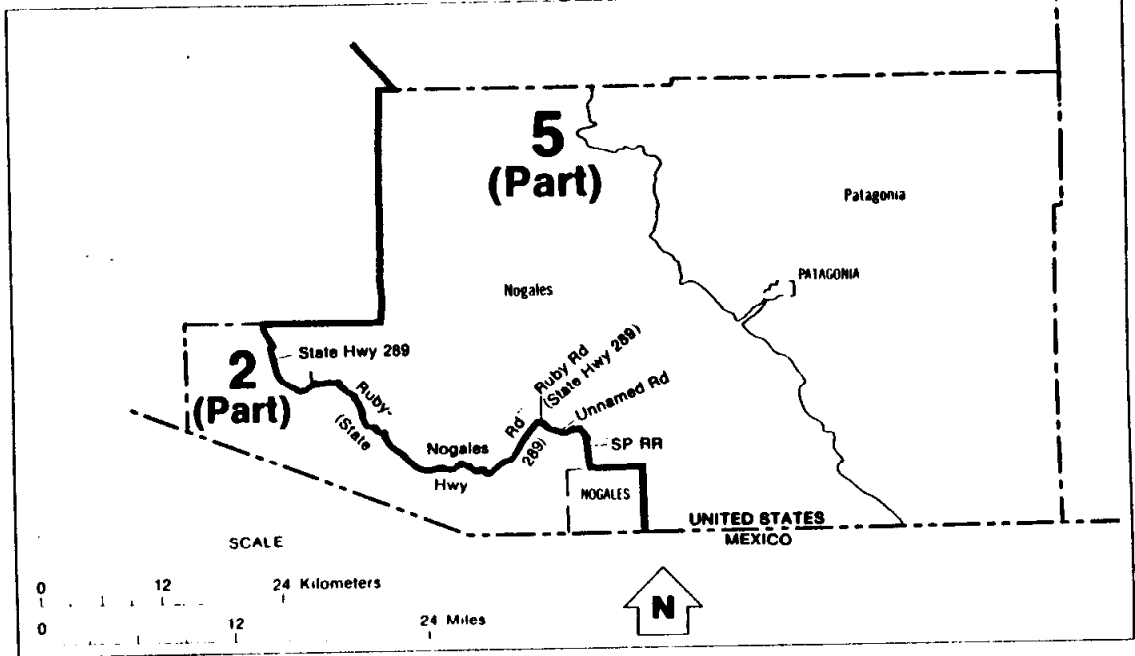 5
(Part)
Patagonia
PATAGONIA
Nogales
2
(Part)
State Hwy 289
Ruby-
(State
Nogales
Hwy
Rd
289)
Ruby Rd
(State Hwy 289)
Unnamed Rd
SP RR
NOGALES
UNITED STATES
MEXICO
SCALE
0 12 24 Kilometers
0 12 24 Miles
N